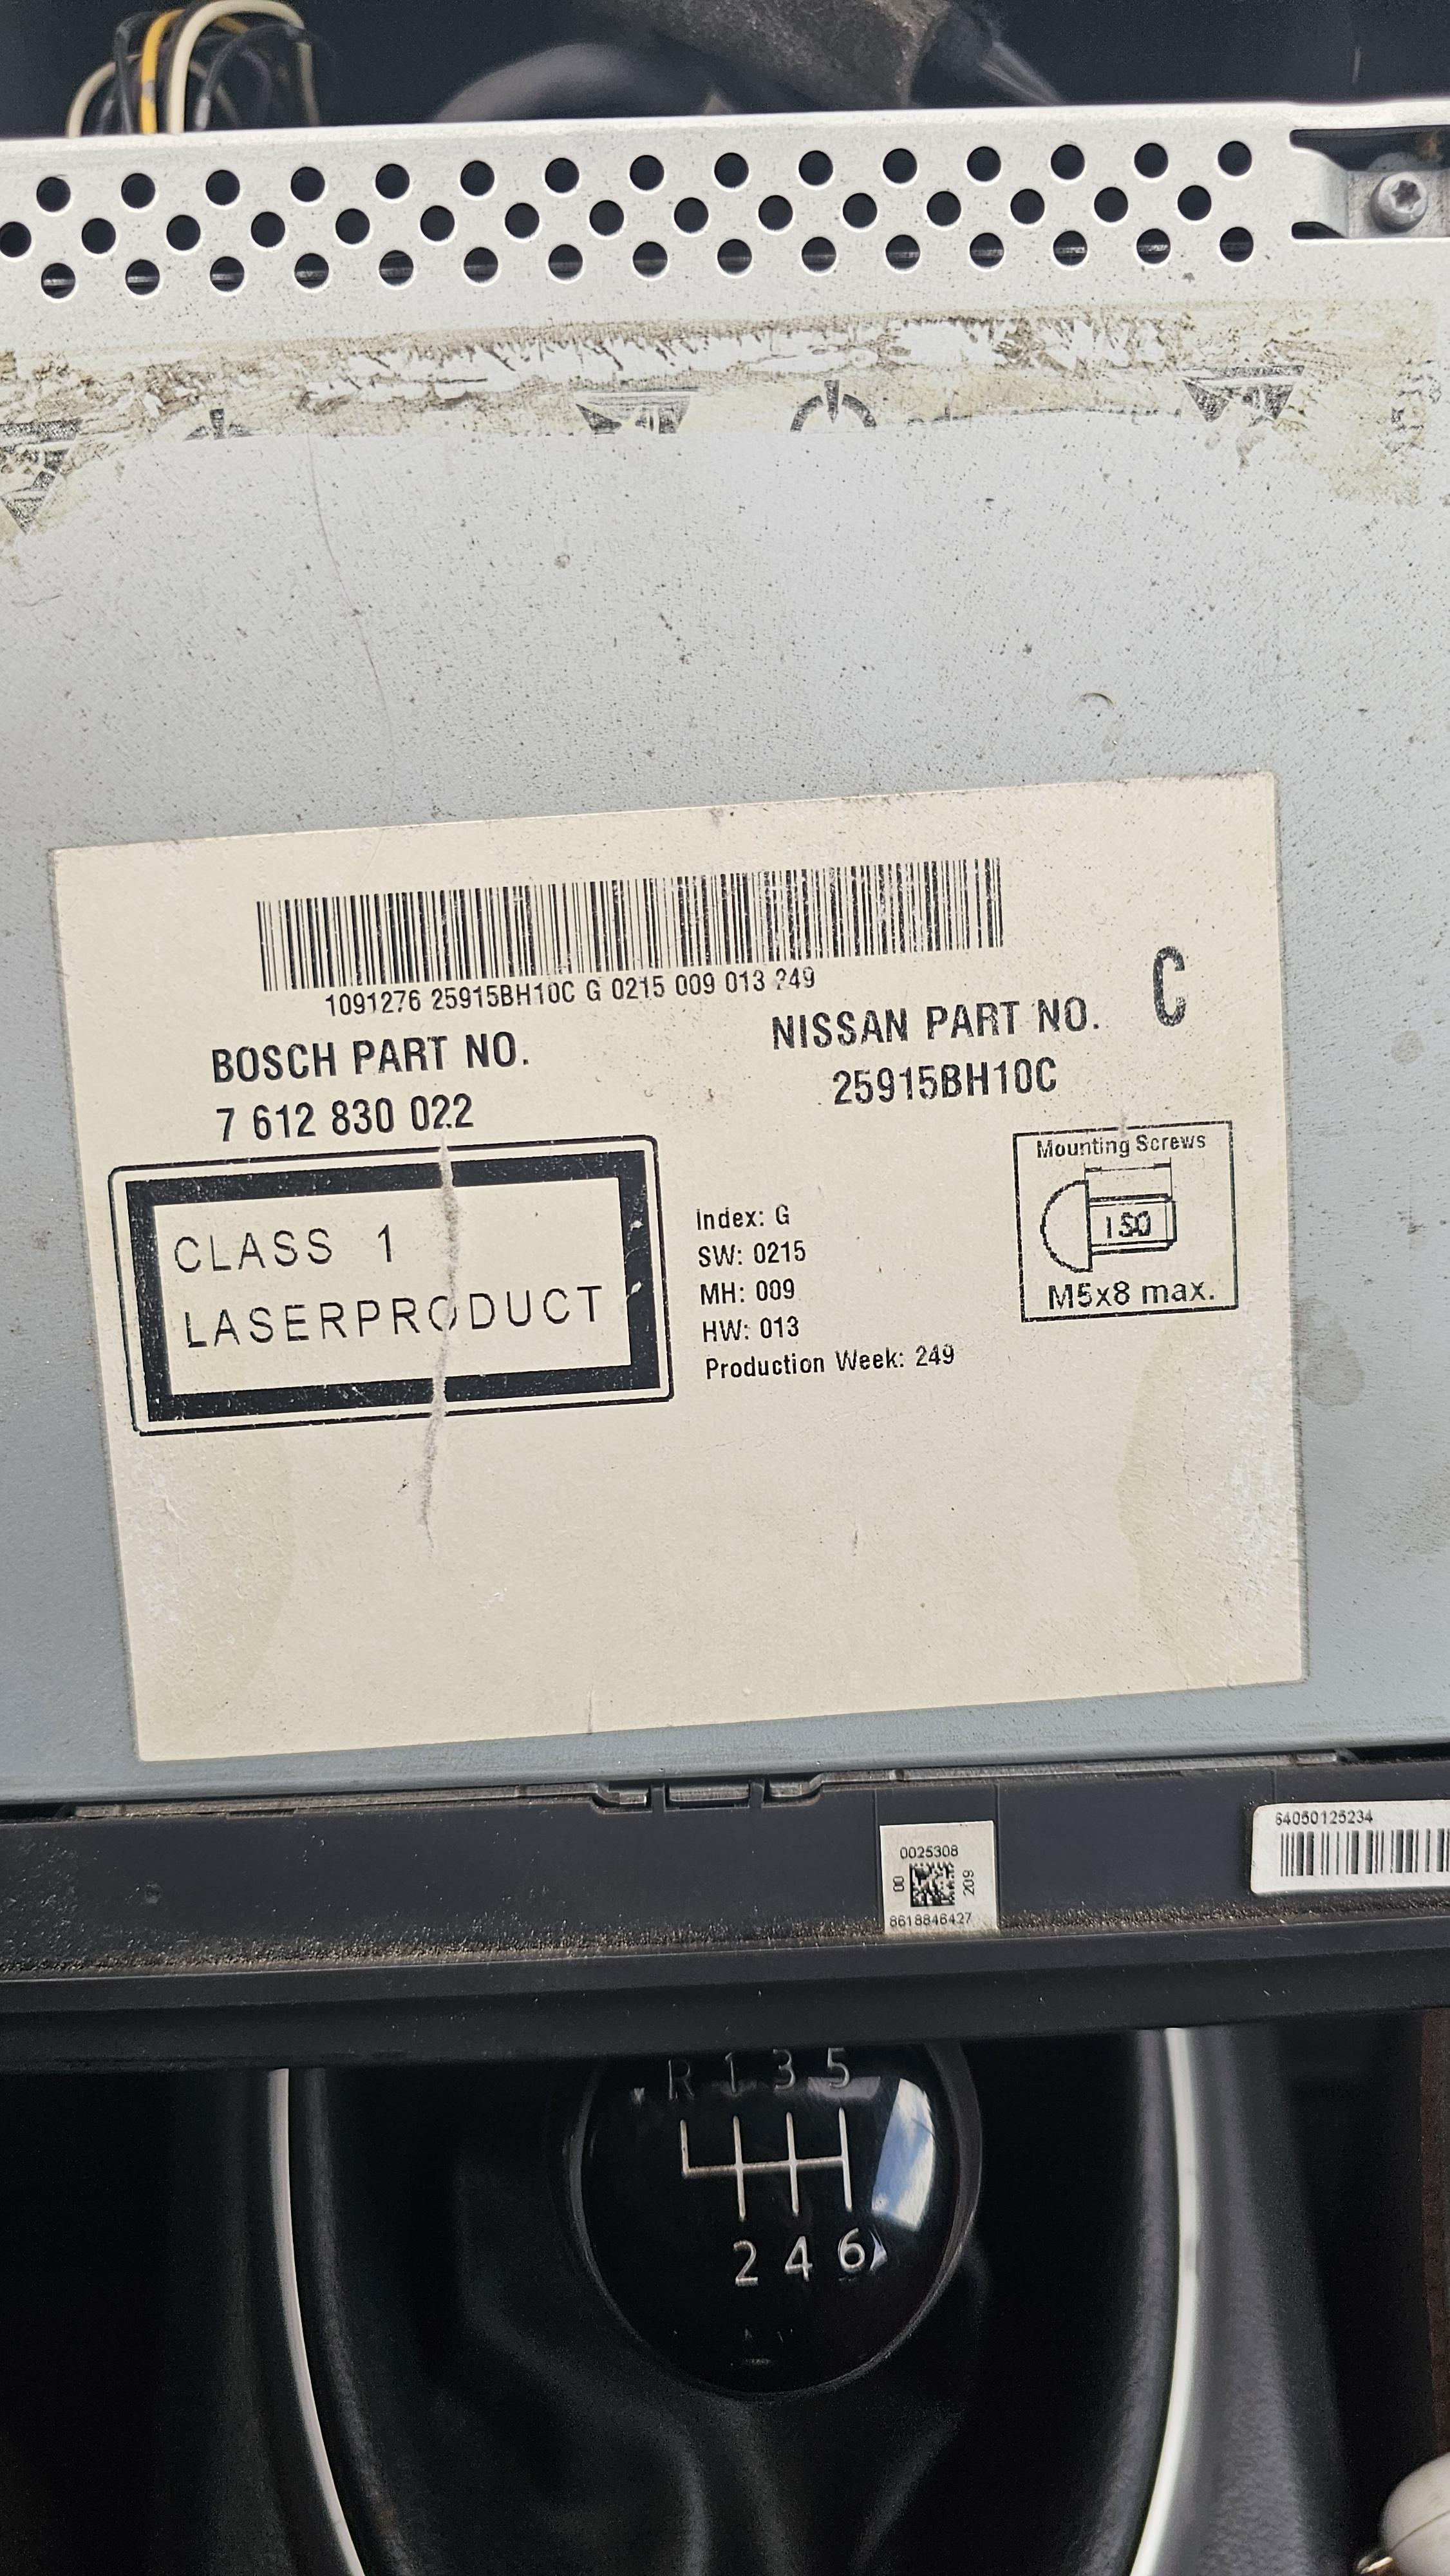 1091276 25915BH10C G 0215 009 013 249
C
BOSCH PART NO.
7 612 830 022
NISSAN PART NO.
25915BH10C
CLASS 1
LASERPRODUCT
Index: G
SW: 0215
MH: 009
HW: 013
Production Week: 249
Mounting Screws
ISO
M5x8 max.
0025308
00
209
8618846427
64050125234
R 1 3 5
2 4 6